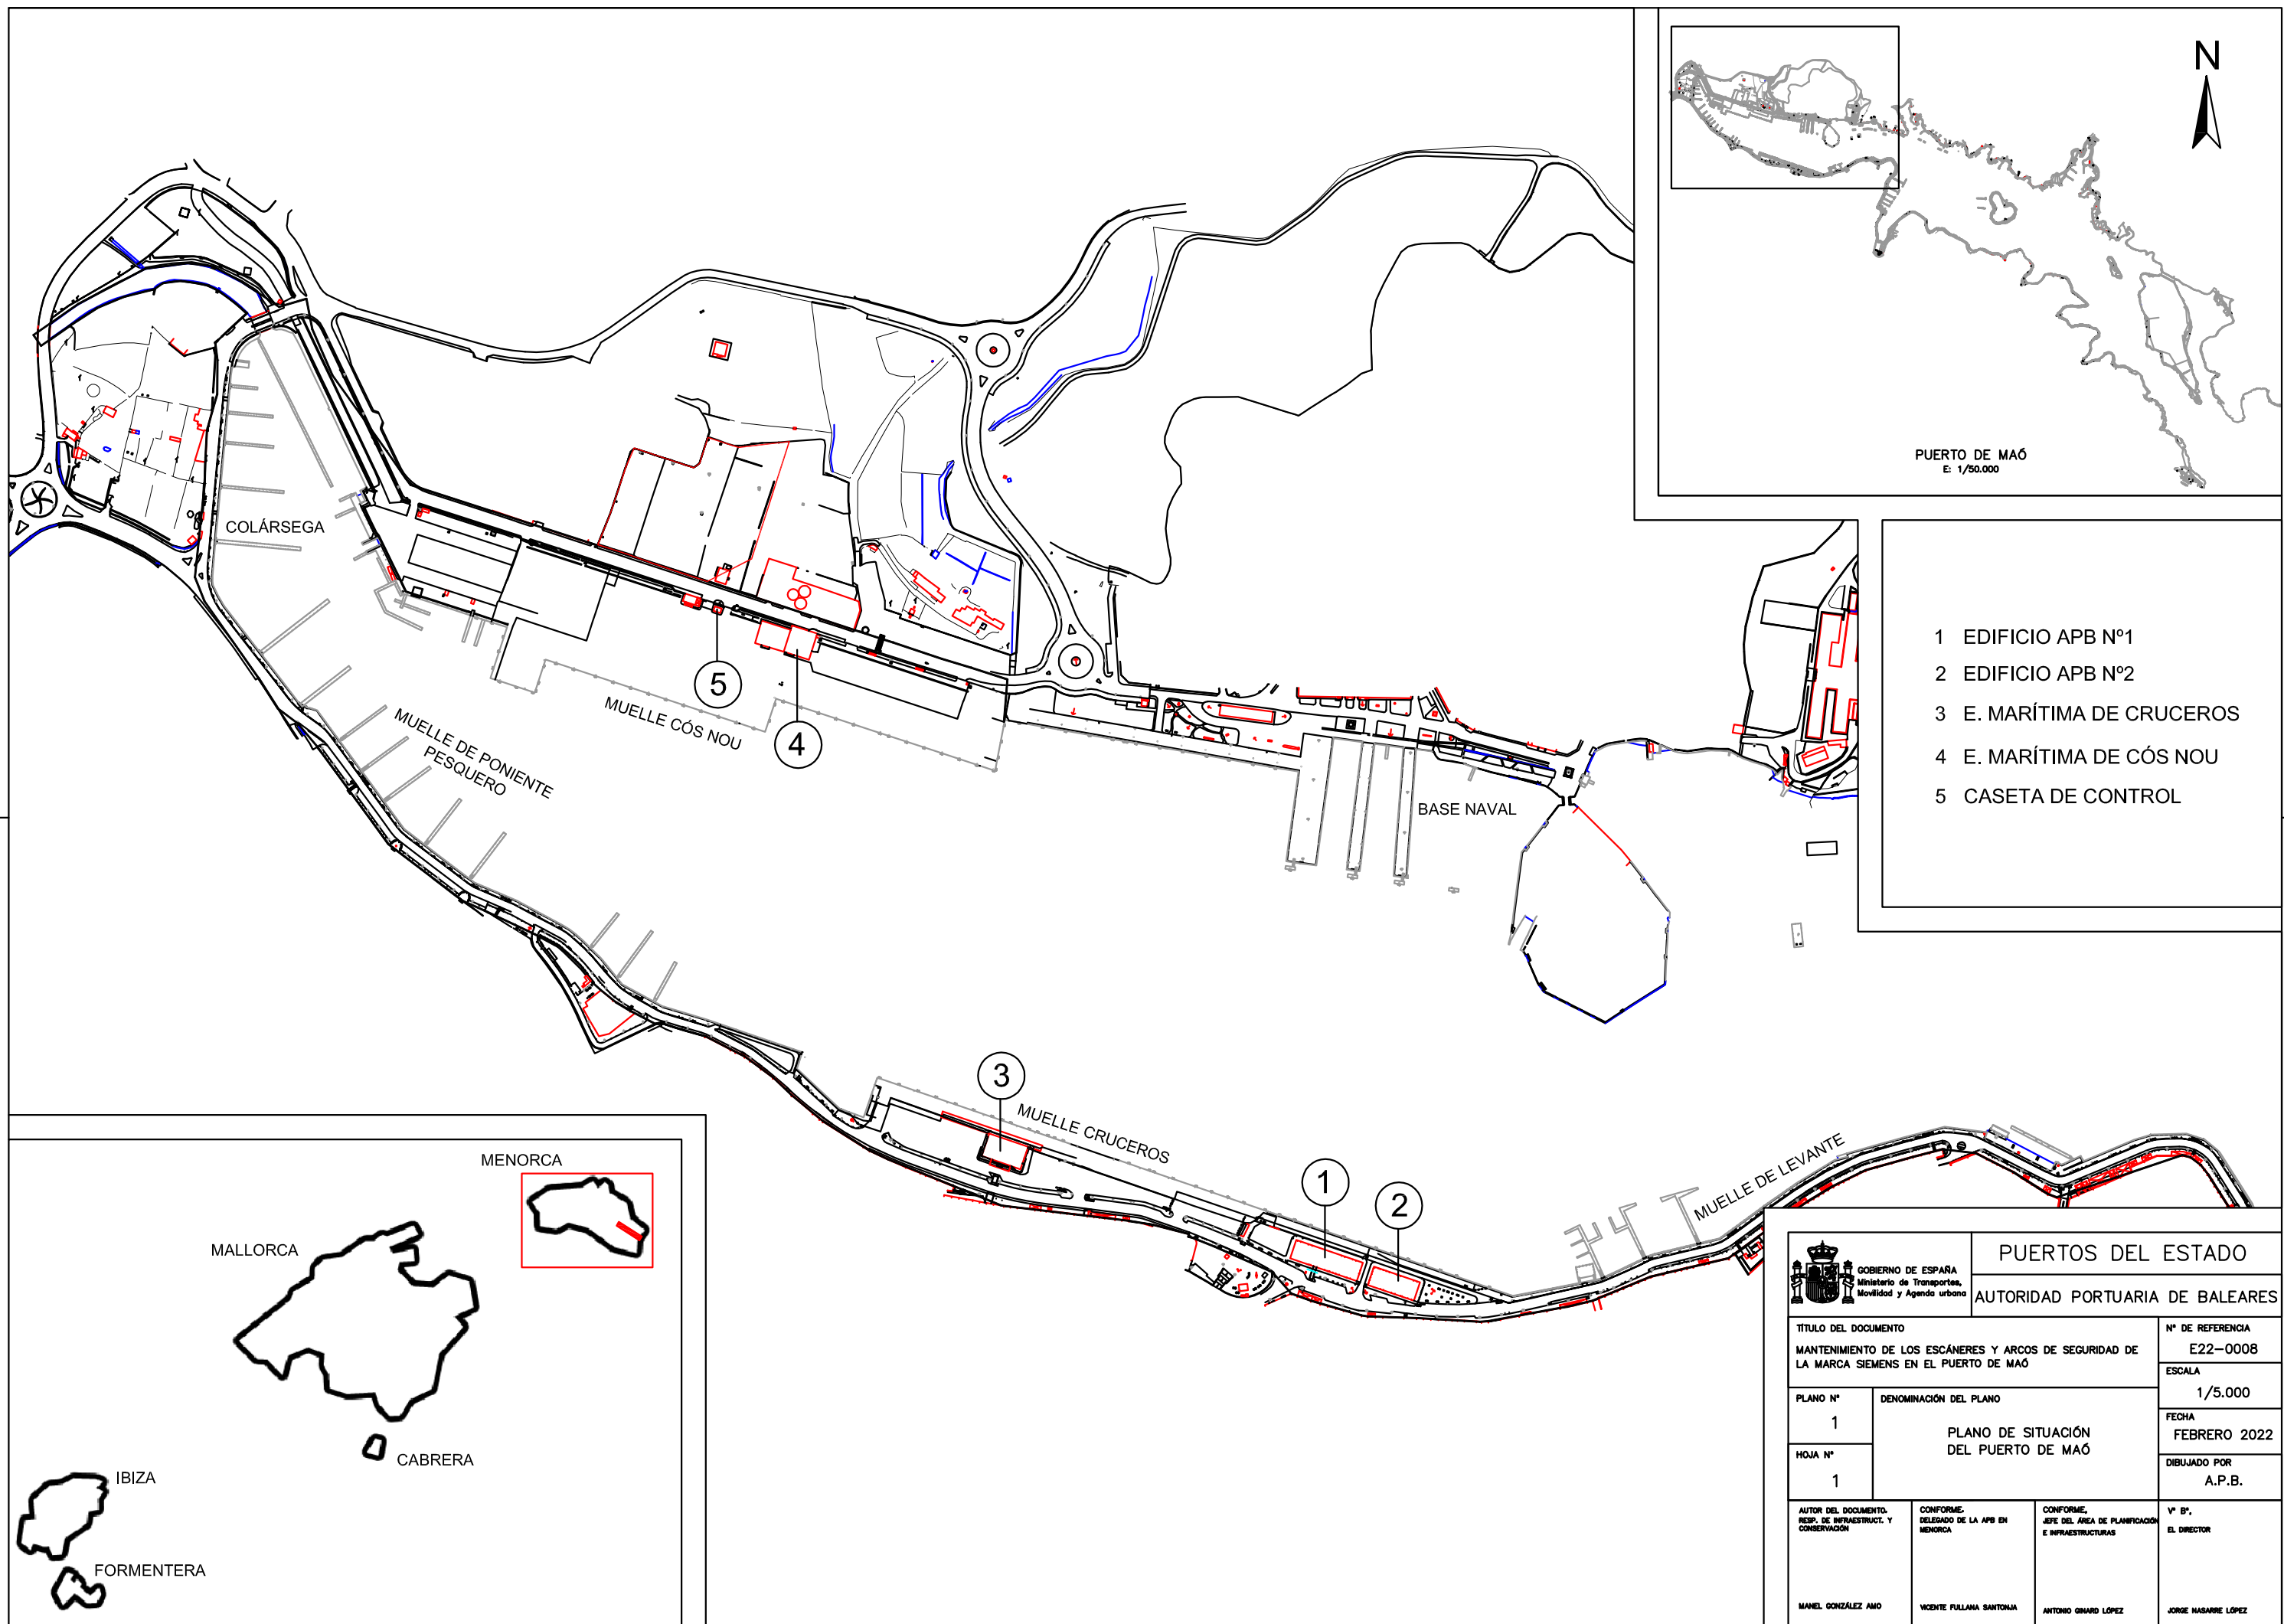 N
PUERTO DE MAÓ
E: 1/50.000
1 EDIFICIO APB Nº1
2 EDIFICIO APB Nº2
3 E. MARÍTIMA DE CRUCEROS
4 E. MARÍTIMA DE CÓS NOU
5 CASETA DE CONTROL
COLÁRSEGA
MUELLE DE PONIENTE
PESQUERO
MUELLE CÓS NOU
5
4
BASE NAVAL
3
MUELLE CRUCEROS
1
2
MUELLE DE LEVANTE
MENORCA
MALLORCA
CABRERA
IBIZA
FORMENTERA
GOBIERNO DE ESPAÑA
Ministerio de Transportes,
Movilidad y Agenda urbana
PUERTOS DEL ESTADO
AUTORIDAD PORTUARIA DE BALEARES
TÍTULO DEL DOCUMENTO
MANTENIMIENTO DE LOS ESCÁNERES Y ARCOS DE SEGURIDAD DE
LA MARCA SIEMENS EN EL PUERTO DE MAÓ
Nº DE REFERENCIA
E22-0008
ESCALA
1/5.000
PLANO Nº
1
DENOMINACIÓN DEL PLANO
PLANO DE SITUACIÓN
DEL PUERTO DE MAÓ
FECHA
FEBRERO 2022
HOJA Nº
1
DIBUJADO POR
A.P.B.
AUTOR DEL DOCUMENTO.
RESP. DE INFRAESTRUCT. Y
CONSERVACIÓN
MANEL GONZÁLEZ AMO
CONFORME.
DELEGADO DE LA APB EN
MENORCA
VICENTE FULLANA SANTONJA
CONFORME,
JEFE DEL ÁREA DE PLANIFICACIÓN
E INFRAESTRUCTURAS
ANTONIO GINARD LÓPEZ
Vº Bº,
EL DIRECTOR
JORGE NASARRE LÓPEZ